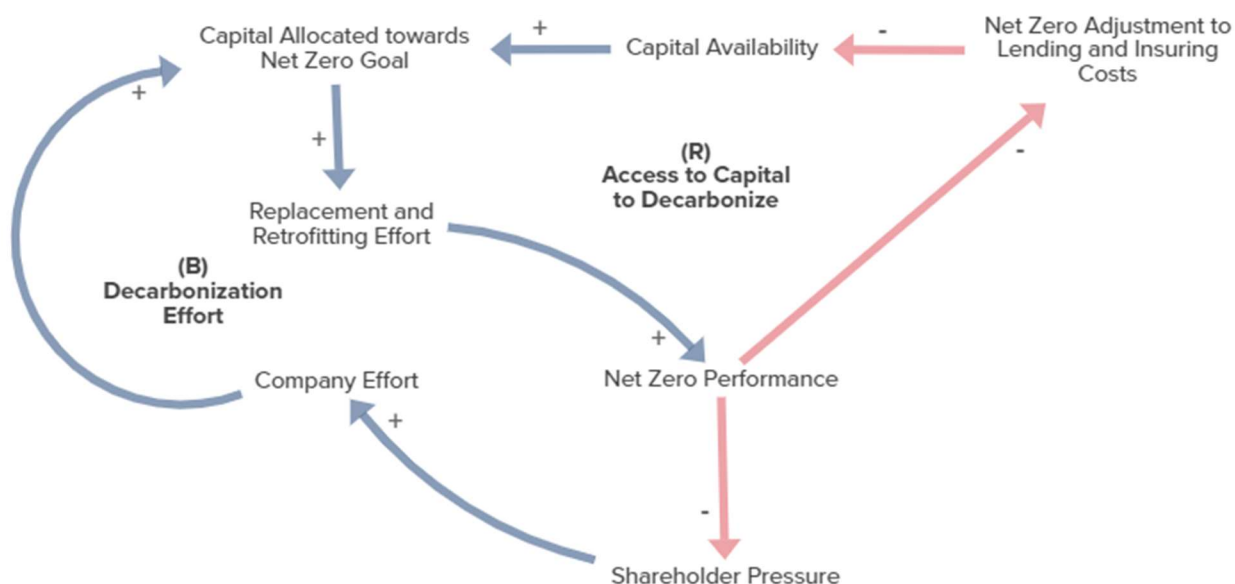 Capital Allocated towards
Net Zero Goal
+
Capital Availability
-
Net Zero Adjustment to
Lending and Insuring
Costs
+
+
(R)
Access to Capital
to Decarbonize
-
Replacement and
Retrofitting Effort
(B)
Decarbonization
Effort
+
Company Effort
Net Zero Performance
+
-
Shareholder Pressure